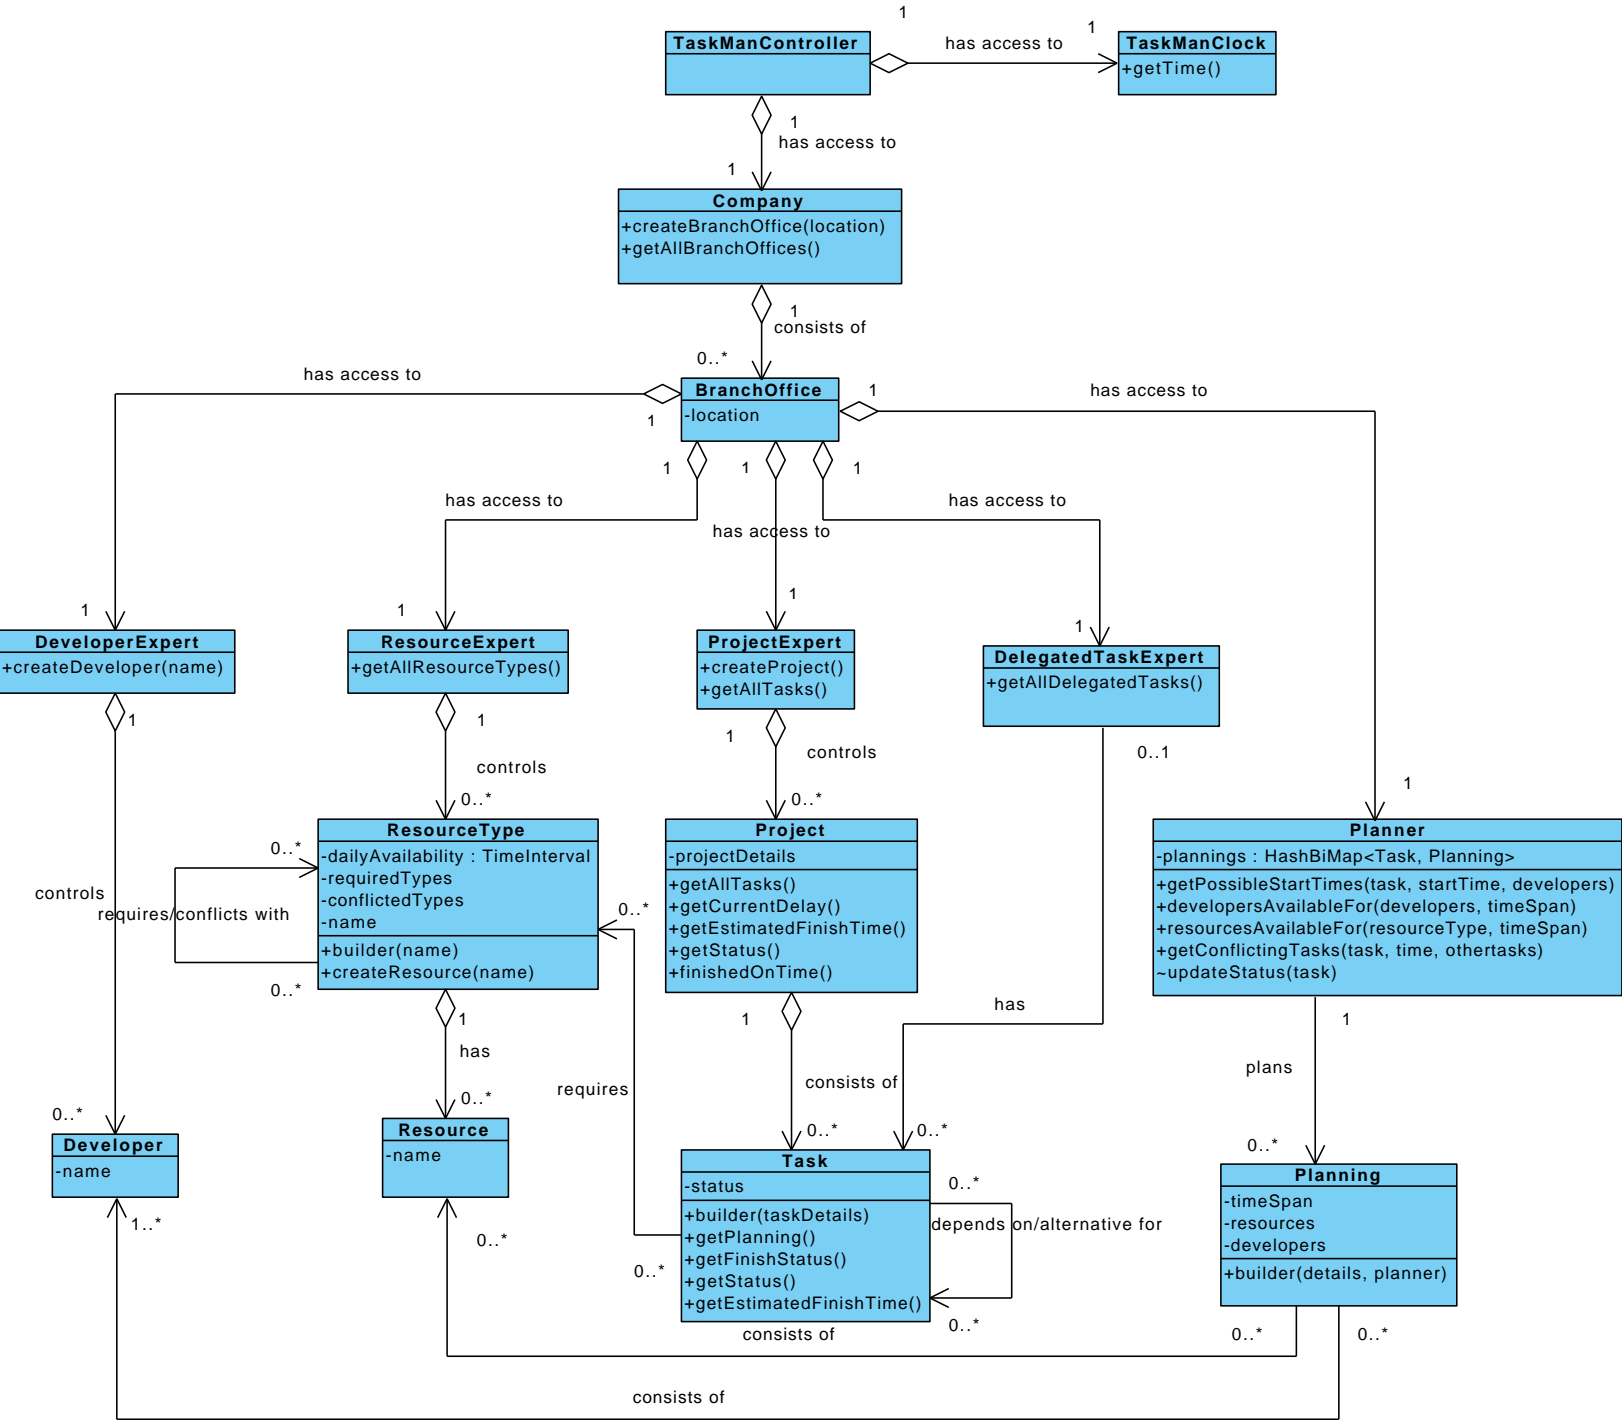 1
1
TaskManController
has access to
TaskManClock
+getTime()
1
has access to
1
Company
+createBranchOffice(location)
+getAllBranchOffices()
1
consists of
0..*
has access to
BranchOffice
-location
1
1
has access to
1
1
1
has access to
has access to
has access to
1
1
1
1
DeveloperExpert
+createDeveloper(name)
ResourceExpert
+getAllResourceTypes()
ProjectExpert
+createProject()
+getAllTasks()
DelegatedTaskExpert
+getAllDelegatedTasks()
1
1
1
0..1
controls
controls
1
0..*
0..*
ResourceType
-dailyAvailability : TimeInterval
-requiredTypes
-conflictedTypes
-name
+builder(name)
+createResource(name)
0..*
requires/conflicts with
0..*
controls
0..*
Project
-projectDetails
+getAllTasks()
+getCurrentDelay()
+getEstimatedFinishTime()
+getStatus()
+finishedOnTime()
Planner
-plannings : HashBiMap<Task, Planning>
+getPossibleStartTimes(task, startTime, developers)
+developersAvailableFor(developers, timeSpan)
+resourcesAvailableFor(resourceType, timeSpan)
+getConflictingTasks(task, time, othertasks)
~updateStatus(task)
1
has
1
has
1
plans
requires
consists of
0..*
0..*
0..*
0..*
0..*
Developer
-name
Resource
-name
Task
-status
+builder(taskDetails)
+getPlanning()
+getFinishStatus()
+getStatus()
+getEstimatedFinishTime()
0..*
depends on/alternative for
0..*
Planning
-timeSpan
-resources
-developers
+builder(details, planner)
1..*
0..*
0..*
consists of
0..*
0..*
consists of